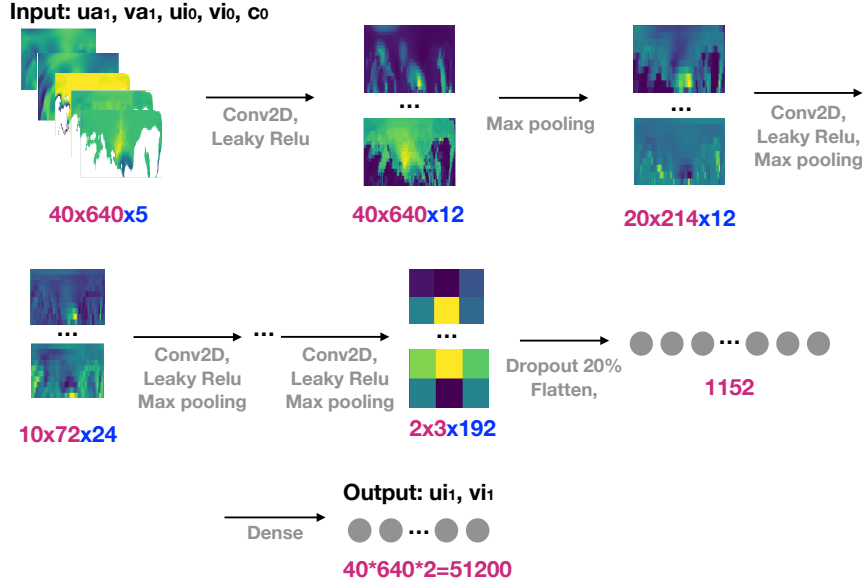 Input: ua₁, va₁, ui₀, vi₀, c₀
Conv2D,
Leaky Relu
...
Max pooling
...
Conv2D,
Leaky Relu,
Max pooling
40x640x5
40x640x12
20x214x12
...
Conv2D,
Leaky Relu
Max pooling
...
Conv2D,
Leaky Relu
Max pooling
...
Dropout 20%
Flatten,
...
1152
10x72x24
2x3x192
Output: ui₁, vi₁
Dense
...
40*640*2=51200